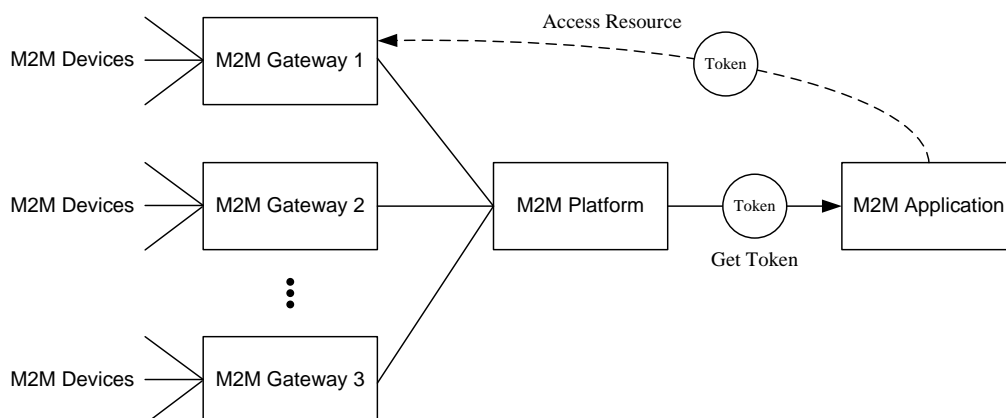 Access Resource
M2M Devices
M2M Gateway 1
Token
M2M Devices
M2M Gateway 2
M2M Platform
Token
M2M Application
Get Token
M2M Devices
M2M Gateway 3